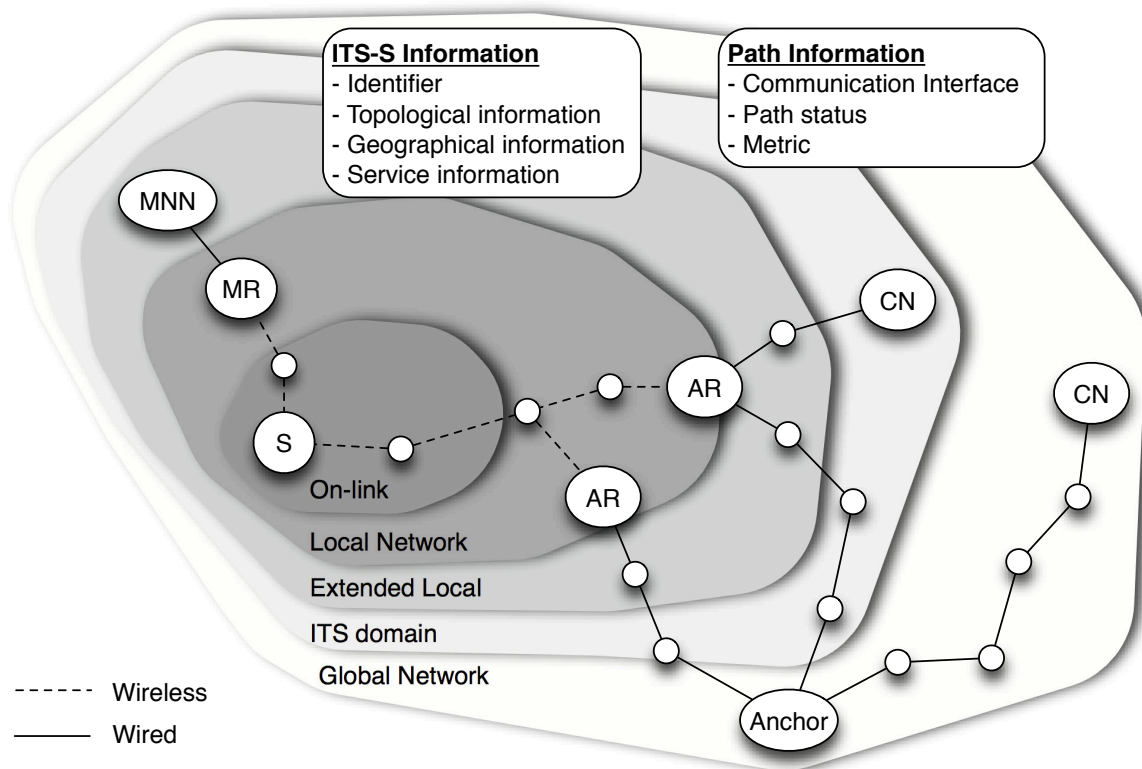 ITS-S Information
- Identifier
- Topological information
- Geographical information
- Service information
Path Information
- Communication Interface
- Path status
- Metric
MNN
MR
S
AR
AR
CN
CN
On-link
Local Network
Extended Local
ITS domain
Global Network
Anchor
Wireless
Wired